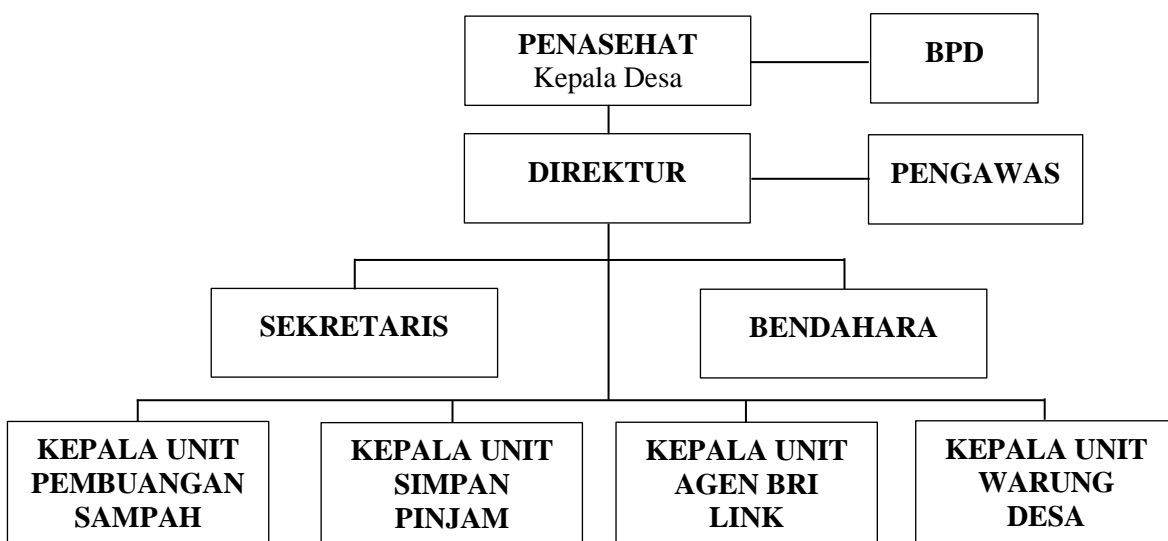 PENASEHAT
Kepala Desa
BPD
DIREKTUR
PENGAWAS
SEKRETARIS
BENDAHARA
KEPALA UNIT
PEMBUANGAN
SAMPAH
KEPALA UNIT
SIMPAN
PINJAM
KEPALA UNIT
AGEN BRI
LINK
KEPALA UNIT
WARUNG
DESA